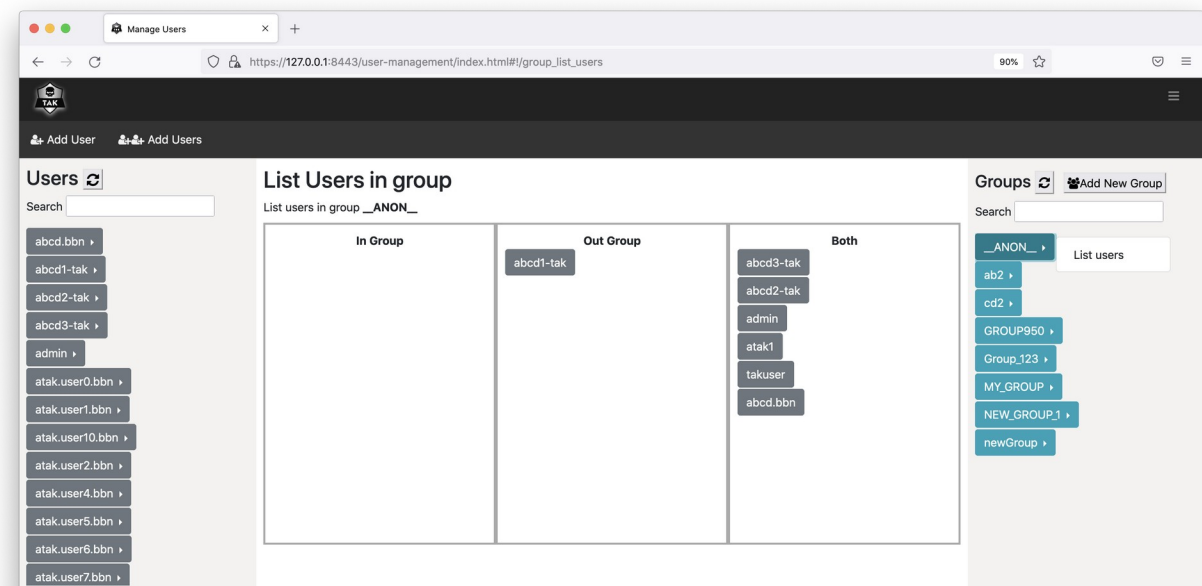 Manage Users
https://127.0.0.1:8443/user-management/index.html#!/group_list_users
90%
TAK
Add User
Add Users
Users
Search
abcd.bbn
abcd1-tak
abcd2-tak
abcd3-tak
admin
atak.user0.bbn
atak.user1.bbn
atak.user10.bbn
atak.user2.bbn
atak.user4.bbn
atak.user5.bbn
atak.user6.bbn
atak.user7.bbn
List Users in group
List users in group __ANON__
In Group
Out Group
abcd1-tak
Both
abcd3-tak
abcd2-tak
admin
atak1
takuser
abcd.bbn
Groups
Add New Group
Search
__ANON__
List users
ab2
cd2
GROUP950
Group_123
MY_GROUP
NEW_GROUP_1
newGroup